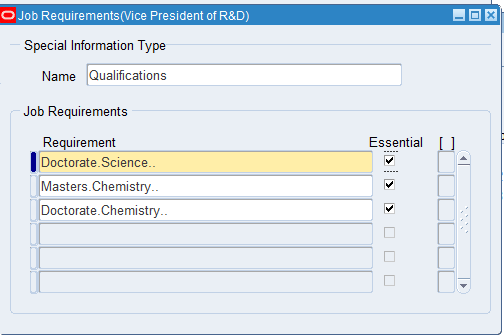 Job Requirements(Vice President of R&D)
Special Information Type
Name Qualifications
Job Requirements
Requirement Essential [ ]
Doctorate.Science..
Masters.Chemistry..
Doctorate.Chemistry..